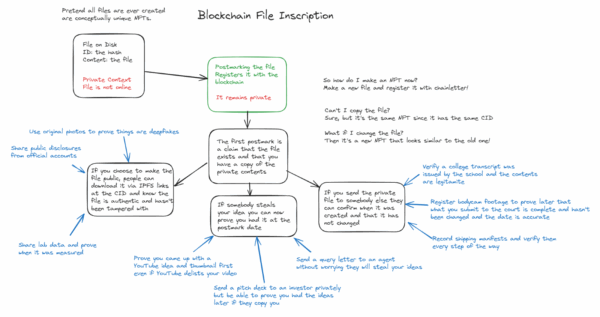 Blockchain File Inscription
Pretend all files are ever created
are conceptually unique NFTs.
File on Disk
ID: the hash
Content: the file
Private Content
File is not online
Postmarking the file
Registers it with the
blockchain
It remains private
So how do I make an NFT now?
Make a new file and register it with chainletter!
Can't I copy the file?
Sure, but it's the same NFT since it has the same CID
What if I change the file?
Then it's a new NFT that looks similar to the old one!
The first postmark is
a claim that the file
exists and that you
have a copy of the
private contents
Use original photos to prove things are deepfakes
Share public disclosures
from official accounts
If you choose to make the
file public, people can
download it via IPFS links
at the CID and know the
file is authentic and hasn't
been tampered with
Share lab data and prove
when it was measured
If somebody steals
your idea you can now
prove you had it at the
postmark date
Prove you came up with a
YouTube idea and thumbnail first
even if YouTube delists your video
Send a pitch deck to an investor privately
but be able to prove you had the ideas
later if they copy you
Send a query letter to an agent
without worrying they will steal your ideas
If you send the private
file to somebody else they
can confirm when it was
created and that it has
not changed
Verify a college transcript was
issued by the school and the contents
are legitimate
Register bodycam footage to prove later that
what you submit to the court is complete and hasn't
been changed and the date is accurate
Record shipping manifests and verify them
every step of the way